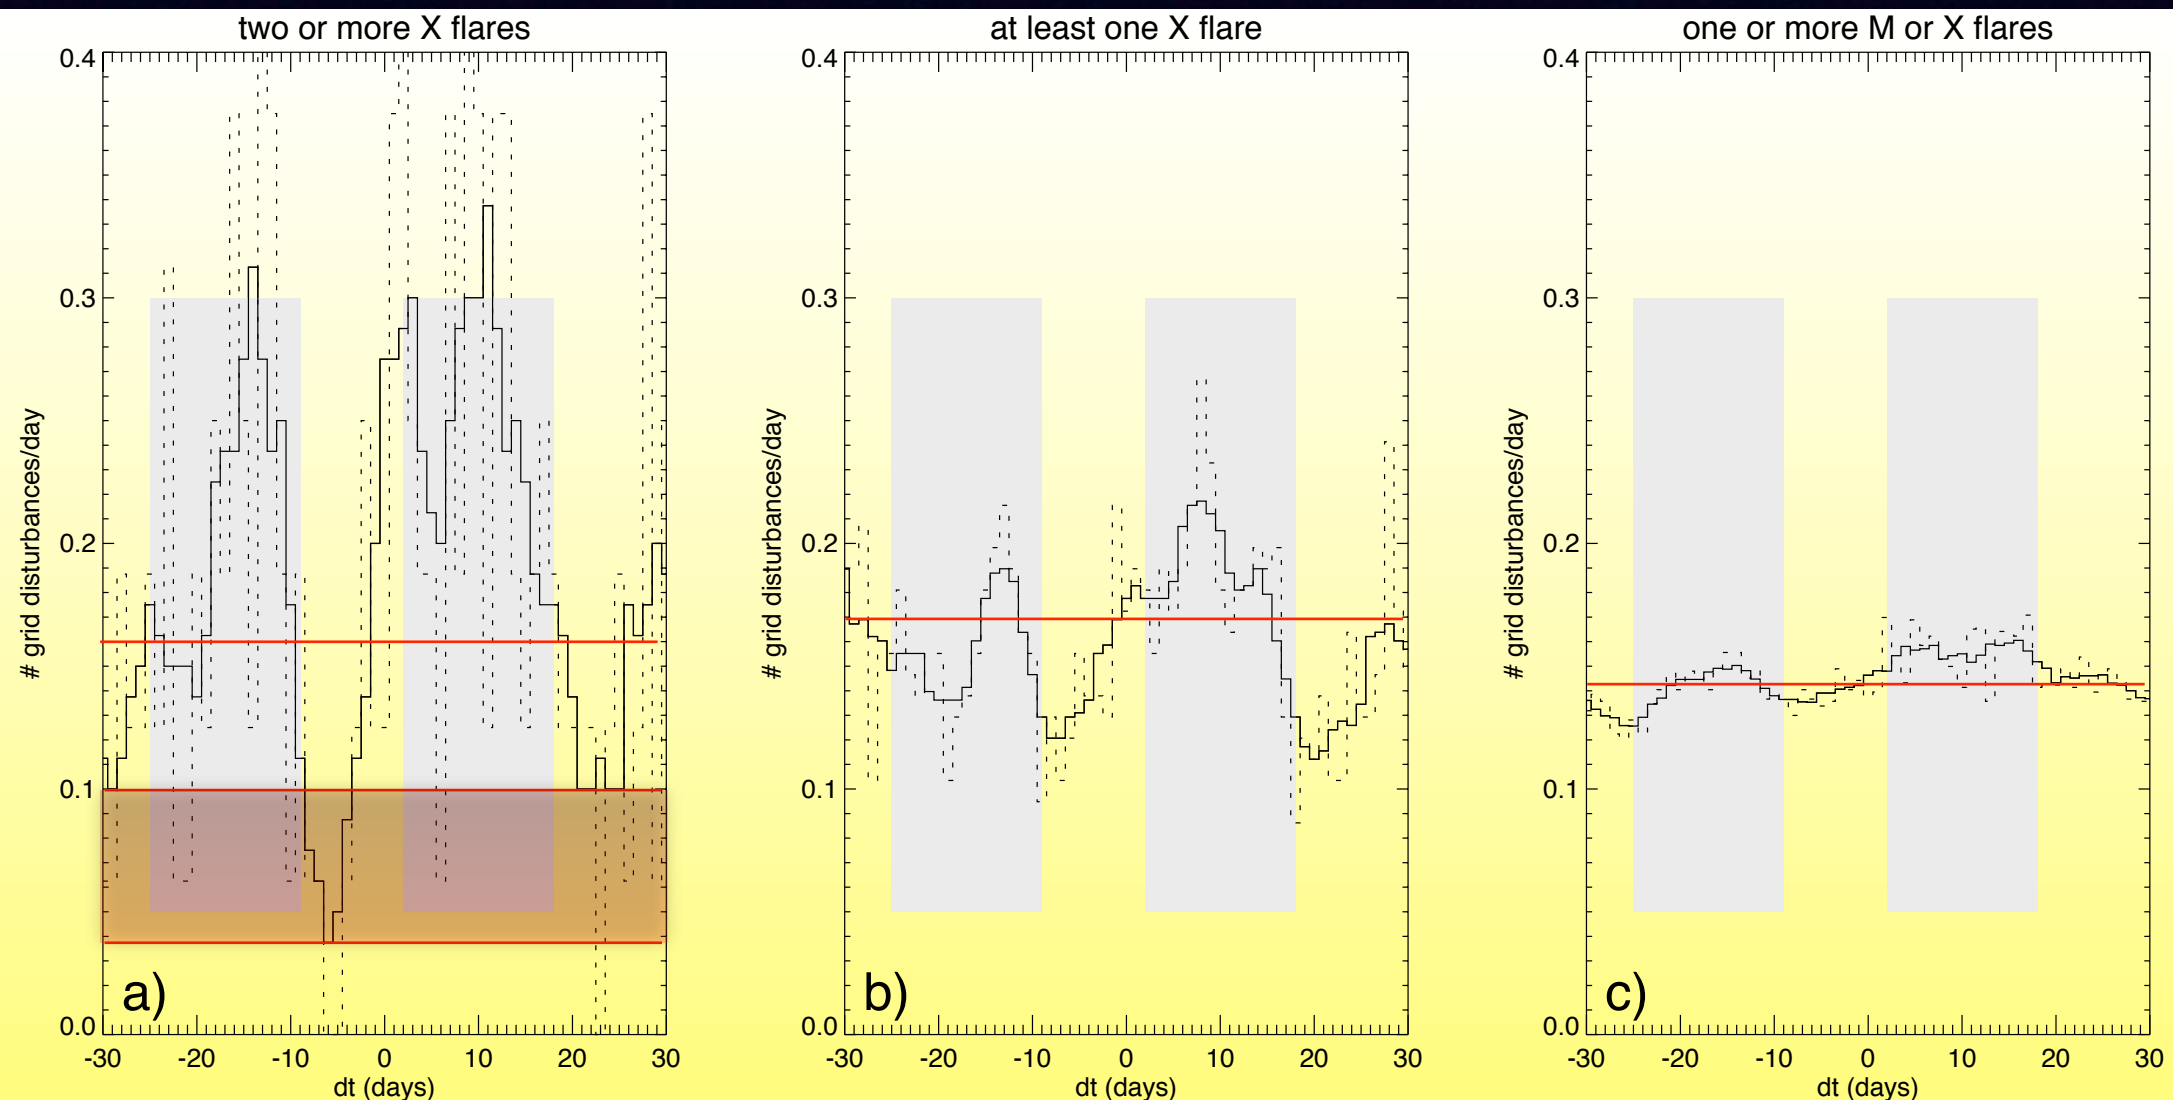 two or more X flares
0.4
0.3
0.2
0.1
0.0
# grid disturbances/day
a)
-30 -20 -10 0 10 20 30
dt (days)
at least one X flare
0.4
0.3
0.2
0.1
0.0
# grid disturbances/day
b)
-30 -20 -10 0 10 20 30
dt (days)
one or more M or X flares
0.4
0.3
0.2
0.1
0.0
# grid disturbances/day
c)
-30 -20 -10 0 10 20 30
dt (days)